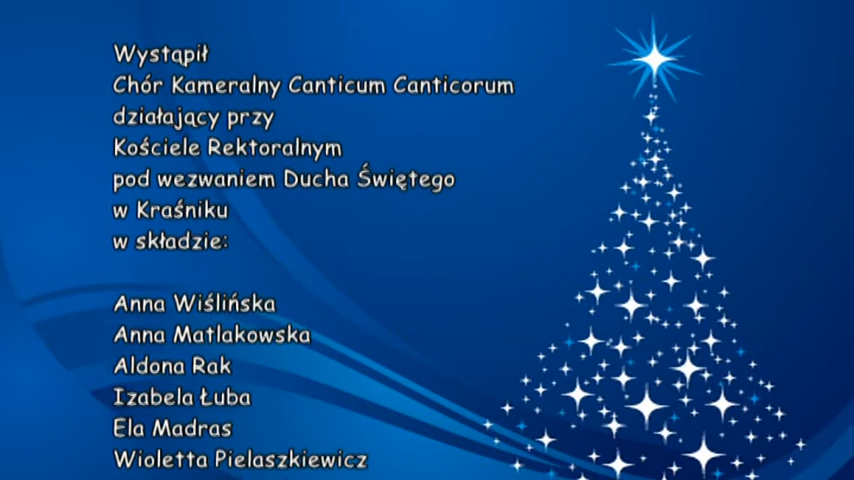 Wystąpił
Chór Kameralny Canticum Canticorum
działający przy
Kościele Rektoralnym
pod wezwaniem Ducha Świętego
w Kraśniku
w składzie:
Anna Wiślińska
Anna Matlakowska
Aldona Rak
Izabela Łuba
Ela Madras
Wioletta Pielaszkiewicz